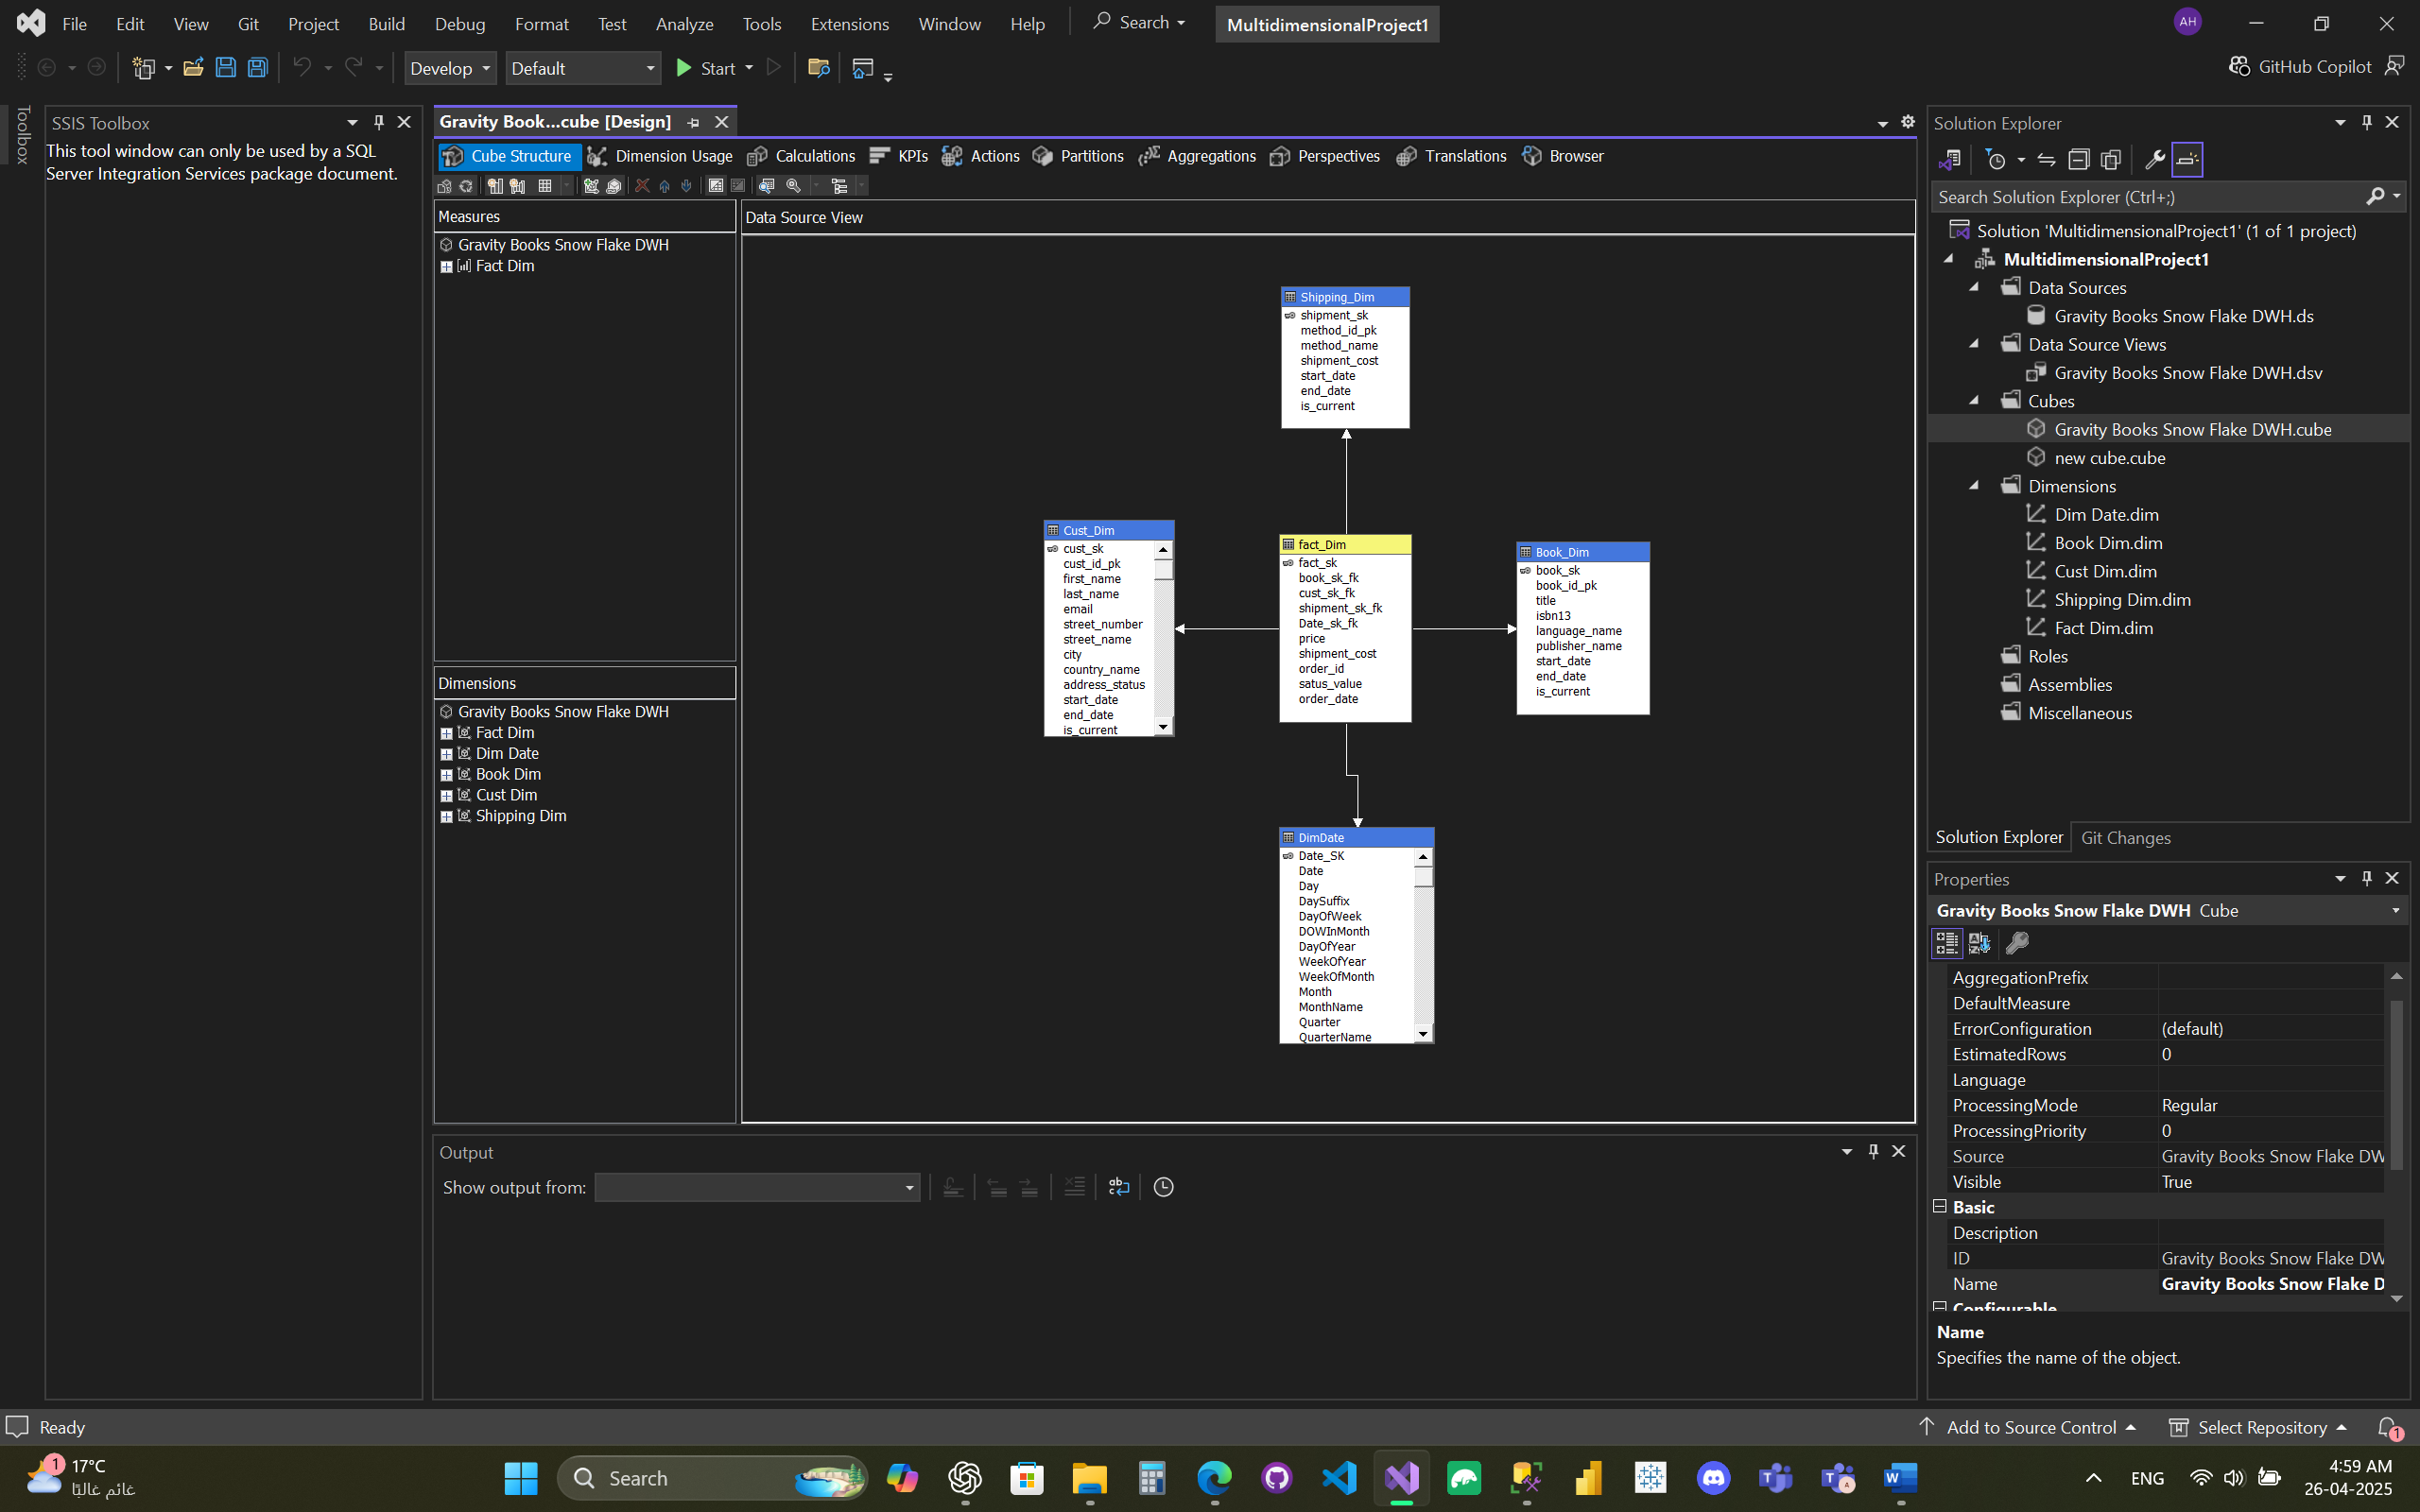 File Edit View Git Project Build Debug Format Test Analyze Tools Extensions Window Help Search MultidimensionalProject1 AH
Develop Default Start GitHub Copilot
Toolbox
SSIS Toolbox
This tool window can only be used by a SQL
Server Integration Services package document.
Gravity Book...cube [Design]
Cube Structure Dimension Usage Calculations KPIs Actions Partitions Aggregations Perspectives Translations Browser
Measures
Gravity Books Snow Flake DWH
Fact Dim
Dimensions
Gravity Books Snow Flake DWH
Fact Dim
Dim Date
Book Dim
Cust Dim
Shipping Dim
Data Source View
Shipping_Dim
shipment_sk
method_id_pk
method_name
shipment_cost
start_date
end_date
is_current
Cust_Dim
cust_sk
cust_id_pk
first_name
last_name
email
street_number
street_name
city
country_name
address_status
start_date
end_date
is_current
fact_Dim
fact_sk
book_sk_fk
cust_sk_fk
shipment_sk_fk
Date_sk_fk
price
shipment_cost
order_id
satus_value
order_date
Book_Dim
book_sk
book_id_pk
title
isbn13
language_name
publisher_name
start_date
end_date
is_current
DimDate
Date_SK
Date
Day
DaySuffix
DayOfWeek
DOWInMonth
DayOfYear
WeekOfYear
WeekOfMonth
Month
MonthName
Quarter
QuarterName
Output
Show output from:
Solution Explorer
Search Solution Explorer (Ctrl+;)
Solution 'MultidimensionalProject1' (1 of 1 project)
MultidimensionalProject1
Data Sources
Gravity Books Snow Flake DWH.ds
Data Source Views
Gravity Books Snow Flake DWH.dsv
Cubes
Gravity Books Snow Flake DWH.cube
new cube.cube
Dimensions
Dim Date.dim
Book Dim.dim
Cust Dim.dim
Shipping Dim.dim
Fact Dim.dim
Roles
Assemblies
Miscellaneous
Solution Explorer Git Changes
Properties
Gravity Books Snow Flake DWH Cube
AggregationPrefix
DefaultMeasure
ErrorConfiguration (default)
EstimatedRows 0
Language
ProcessingMode Regular
ProcessingPriority 0
Source Gravity Books Snow Flake DW
Visible True
Basic
Description
ID Gravity Books Snow Flake DW
Name Gravity Books Snow Flake D
Configurable
Name
Specifies the name of the object.
Ready Add to Source Control Select Repository 1
1 17°C
غائم غالبًا
Search
ENG
4:59 AM
26-04-2025